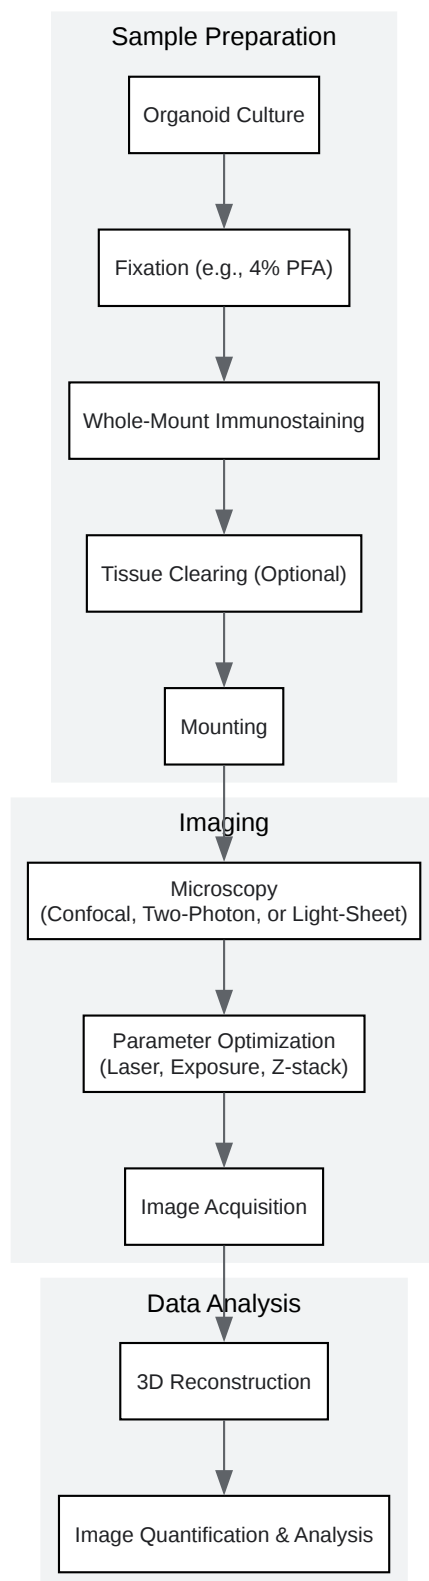 Sample Preparation
Organoid Culture
Fixation (e.g., 4% PFA)
Whole-Mount Immunostaining
Tissue Clearing (Optional)
Mounting
Imaging
Microscopy
(Confocal, Two-Photon, or Light-Sheet)
Parameter Optimization
(Laser, Exposure, Z-stack)
Image Acquisition
Data Analysis
3D Reconstruction
Image Quantification & Analysis